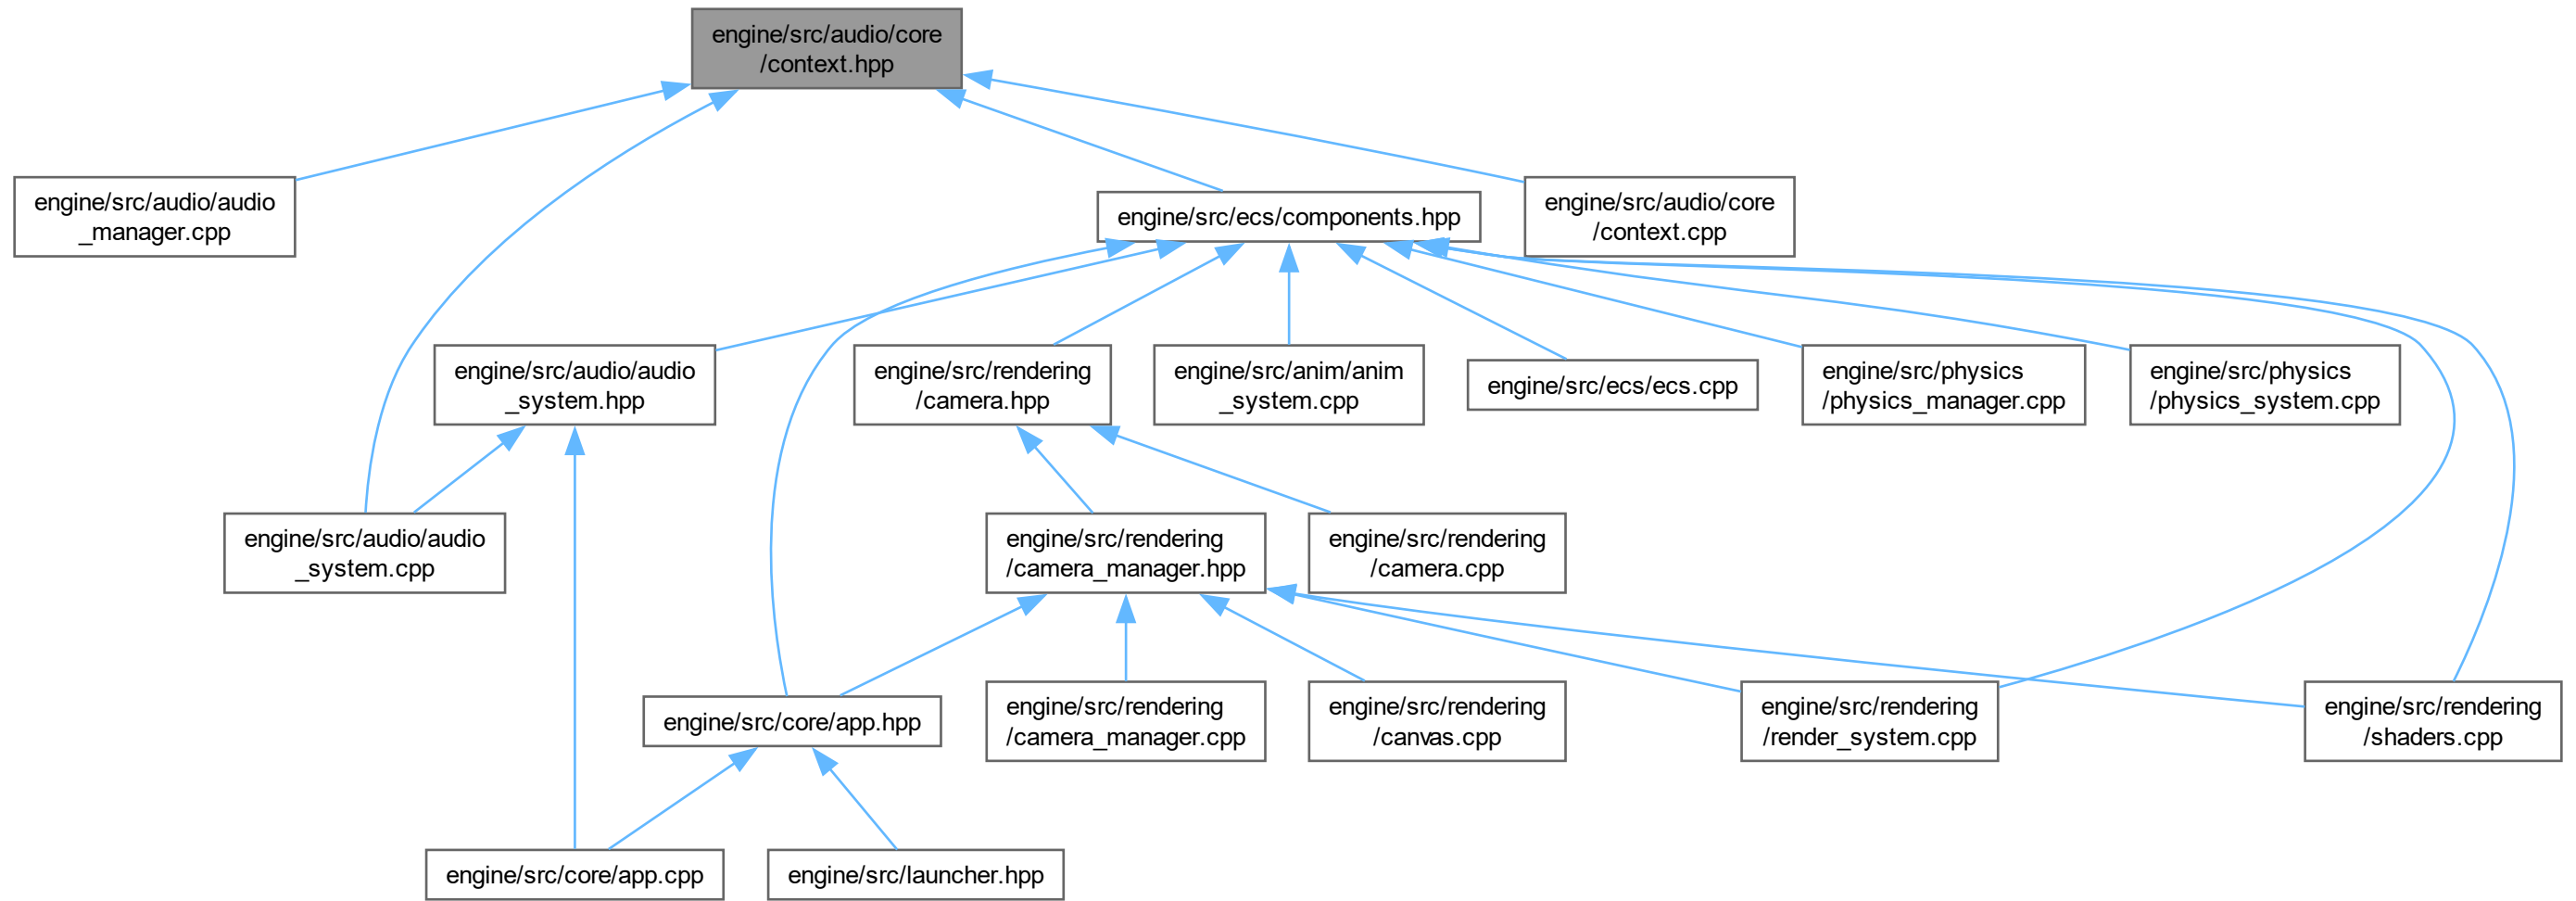 engine/src/audio/core
/context.hpp
engine/src/audio/audio
_manager.cpp
engine/src/ecs/components.hpp
engine/src/audio/core
/context.cpp
engine/src/audio/audio
_system.hpp
engine/src/rendering
/camera.hpp
engine/src/anim/anim
_system.cpp
engine/src/ecs/ecs.cpp
engine/src/physics
/physics_manager.cpp
engine/src/physics
/physics_system.cpp
engine/src/audio/audio
_system.cpp
engine/src/rendering
/camera_manager.hpp
engine/src/rendering
/camera.cpp
engine/src/core/app.hpp
engine/src/rendering
/camera_manager.cpp
engine/src/rendering
/canvas.cpp
engine/src/rendering
/render_system.cpp
engine/src/rendering
/shaders.cpp
engine/src/core/app.cpp
engine/src/launcher.hpp